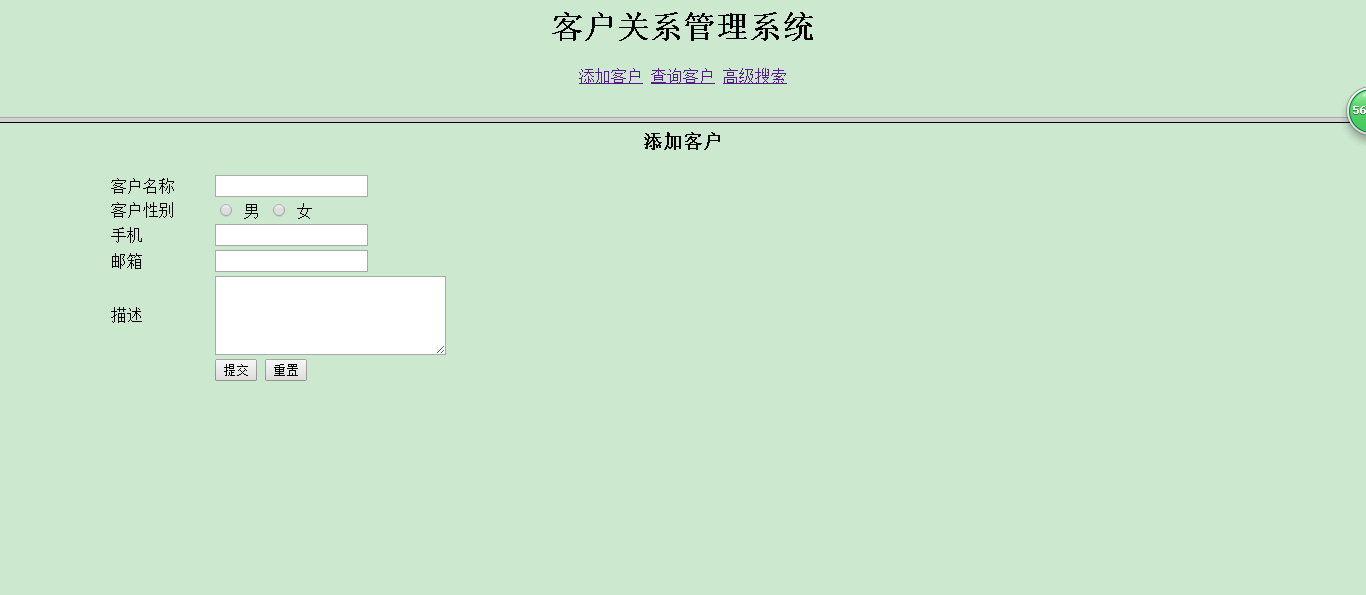 客户关系管理系统
添加客户 查询客户 高级搜索
56
添加客户
客户名称
客户性别 男 女
手机
邮箱
描述
提交 重置